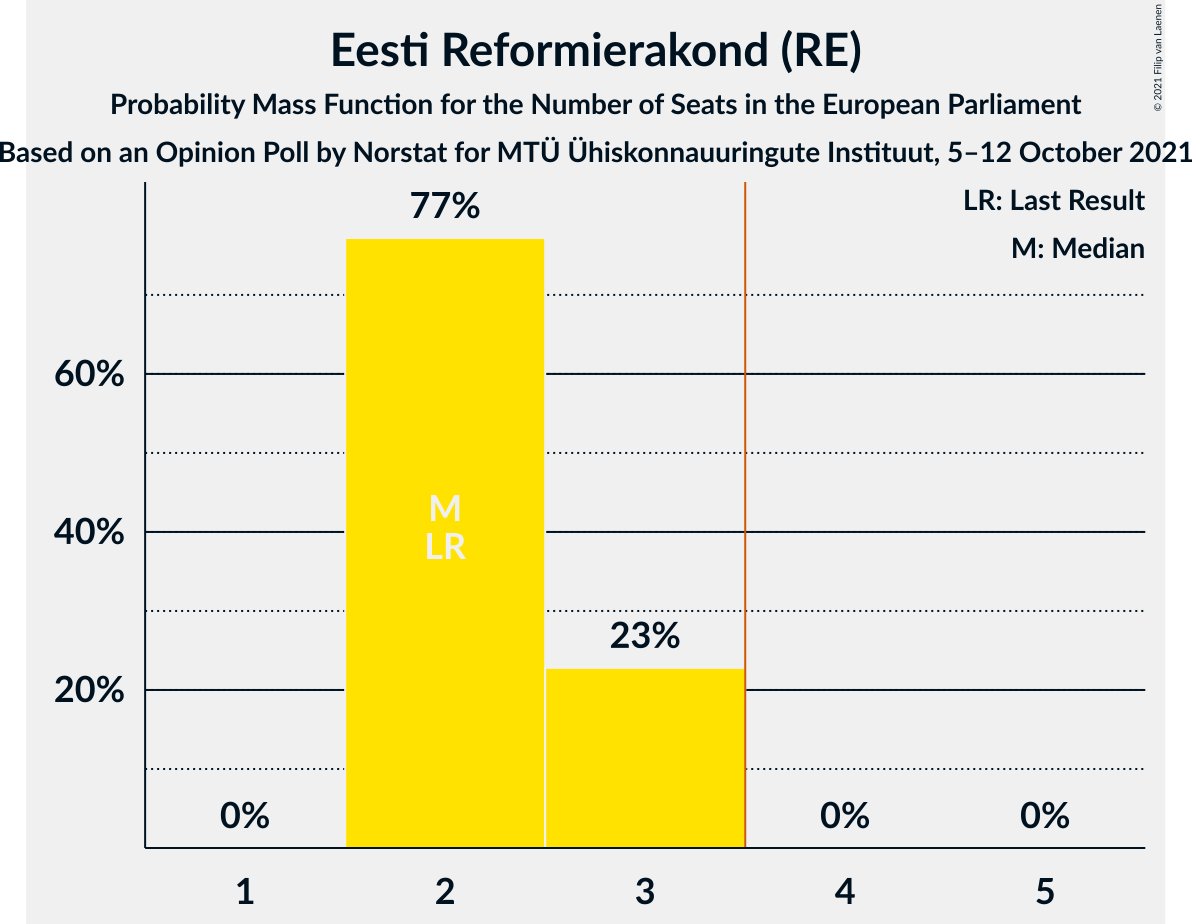 Eesti Reformierakond (RE)
Probability Mass Function for the Number of Seats in the European Parliament
Based on an Opinion Poll by Norstat for MTÜ Ühiskonnauuringute Instituut, 5–12 October 2021
© 2021 Filip van Laenen
LR: Last Result
M: Median
77%
60%
M
40%
LR
23%
20%
0%
0%
0%
1
2
3
4
5